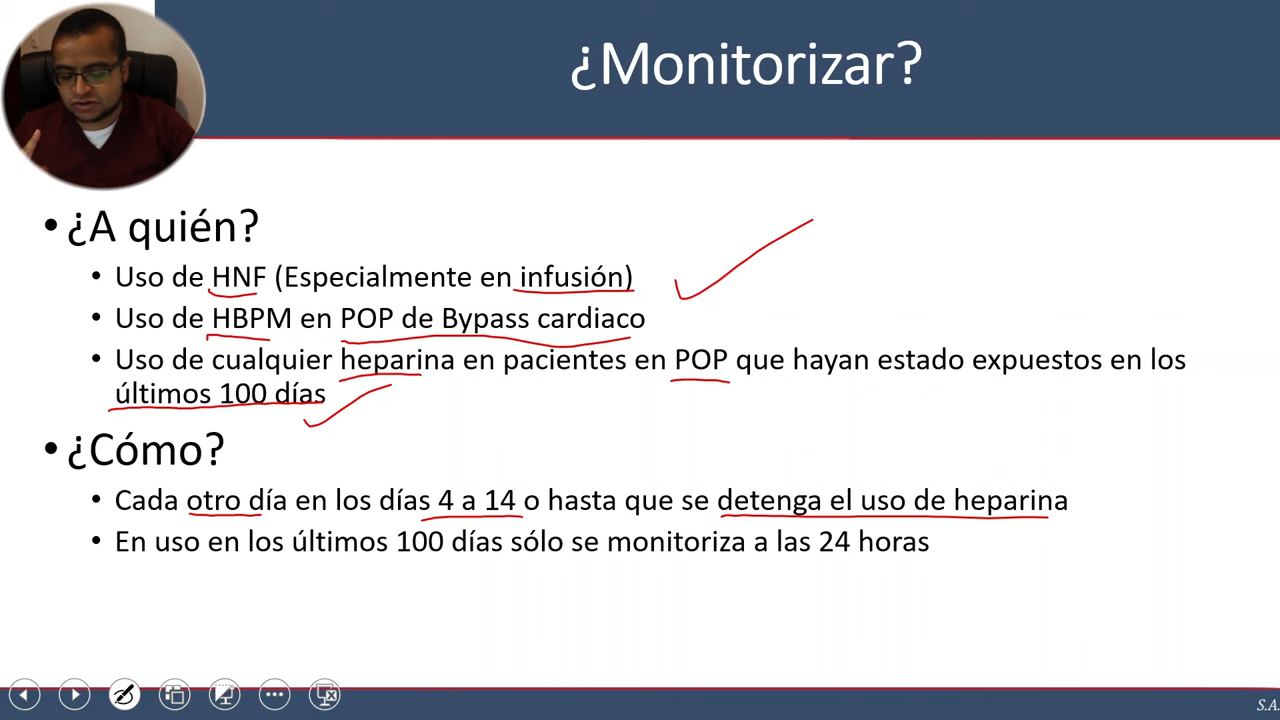 ¿Monitorizar?
• ¿A quién?
• Uso de HNF (Especialmente en infusión)
• Uso de HBPM en POP de Bypass cardiaco
• Uso de cualquier heparina en pacientes en POP que hayan estado expuestos en los
últimos 100 días
• ¿Cómo?
• Cada otro día en los días 4 a 14 o hasta que se detenga el uso de heparina
• En uso en los últimos 100 días sólo se monitoriza a las 24 horas
S.A.